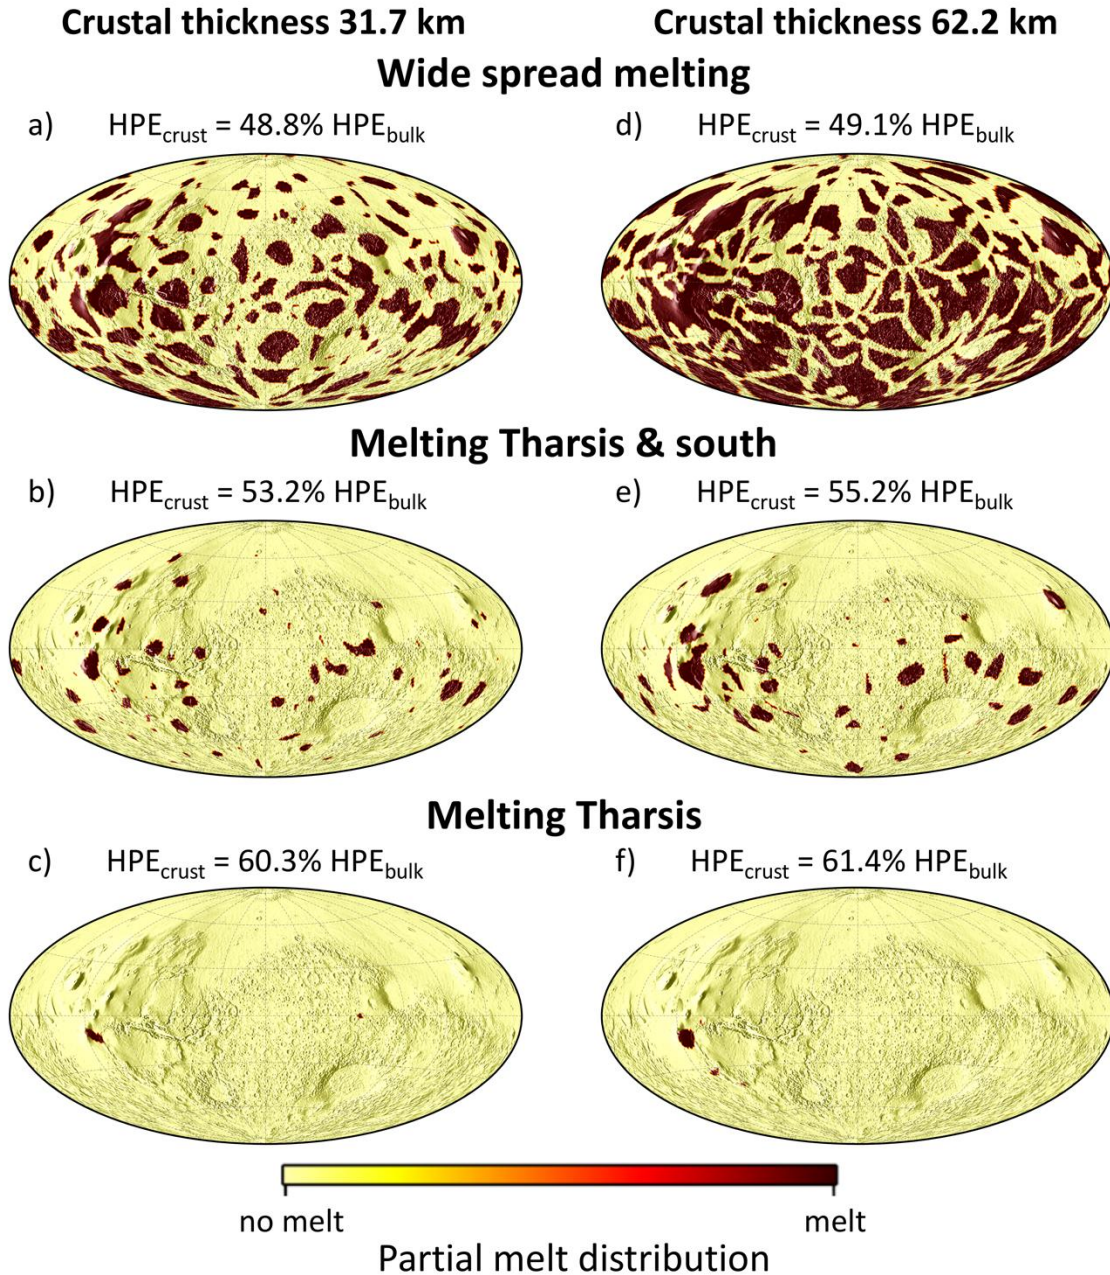 Crustal thickness 31.7 km
Crustal thickness 62.2 km
Wide spread melting
a) HPEcrust = 48.8% HPEbulk
d) HPEcrust = 49.1% HPEbulk
Melting Tharsis & south
b) HPEcrust = 53.2% HPEbulk
e) HPEcrust = 55.2% HPEbulk
Melting Tharsis
c) HPEcrust = 60.3% HPEbulk
f) HPEcrust = 61.4% HPEbulk
no melt
melt
Partial melt distribution